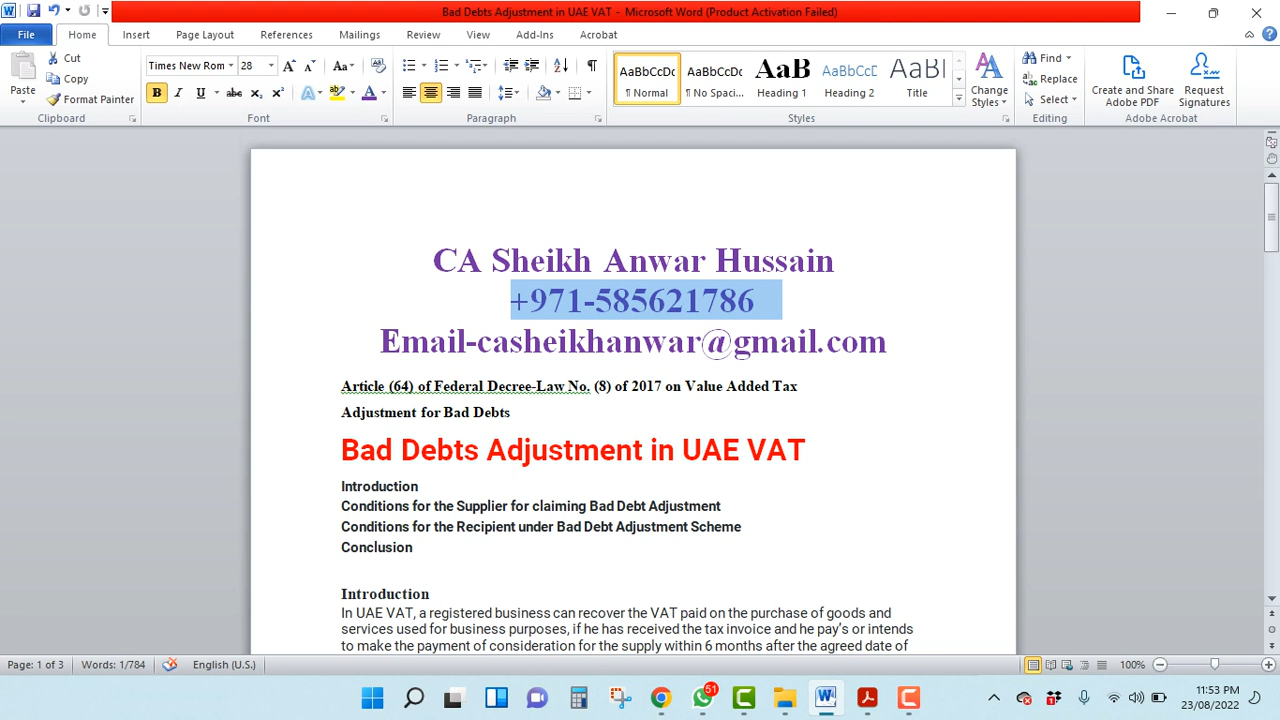 Bad Debts Adjustment in UAE VAT - Microsoft Word (Product Activation Failed)
File Home Insert Page Layout References Mailings Review View Add-Ins Acrobat
Cut
Copy
Format Painter
Paste
Clipboard
Times New Rom 28
Font
Paragraph
AaBbCcDc AaBbCcDc AaB AaBbCcD
¶ Normal ¶ No Spaci... Heading 1 Heading 2 Title
Change Styles
Styles
Find
Replace
Select
Editing
Create and Share Adobe PDF
Request Signatures
Adobe Acrobat
CA Sheikh Anwar Hussain
+971-585621786
Email-casheikhanwar@gmail.com
Article (64) of Federal Decree-Law No. (8) of 2017 on Value Added Tax
Adjustment for Bad Debts
Bad Debts Adjustment in UAE VAT
Introduction
Conditions for the Supplier for claiming Bad Debt Adjustment
Conditions for the Recipient under Bad Debt Adjustment Scheme
Conclusion
Introduction
In UAE VAT, a registered business can recover the VAT paid on the purchase of goods and
services used for business purposes, if he has received the tax invoice and he pay's or intends
to make the payment of consideration for the supply within 6 months after the agreed date of
Page: 1 of 3 Words: 1/784 English (U.S.) 100%
51
11:53 PM
23/08/2022